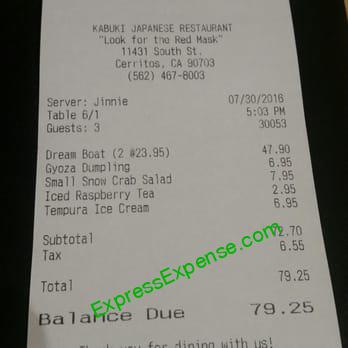 KABUKI JAPANESE RESTAURANT
"Look for the Red Mask"
11431 South St.
Cerritos, CA 90703
(562) 467-8003
Server: Jinnie 07/30/2016
Table 6/1 5:03 PM
Guests: 3 30053
Dream Boat (2 @23.95) 47.90
Gyoza Dumpling 6.95
Small Snow Crab Salad 7.95
Iced Raspberry Tea 2.95
Tempura Ice Cream 6.95
Subtotal 72.70
Tax 6.55
Total 79.25
ExpressExpense.com
Balance Due 79.25
Thank you for dining with us!